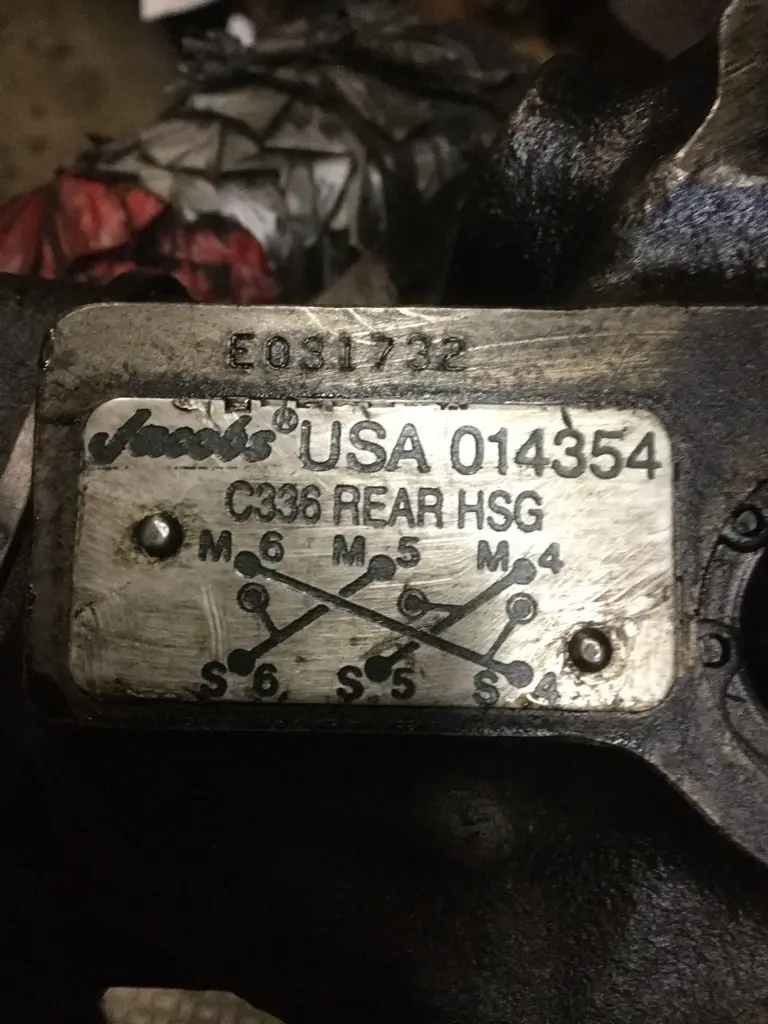 E031732
Jacobs® USA 014354
C336 REAR HSG
M 6 M 5 M 4
S 6 S 5 S 4